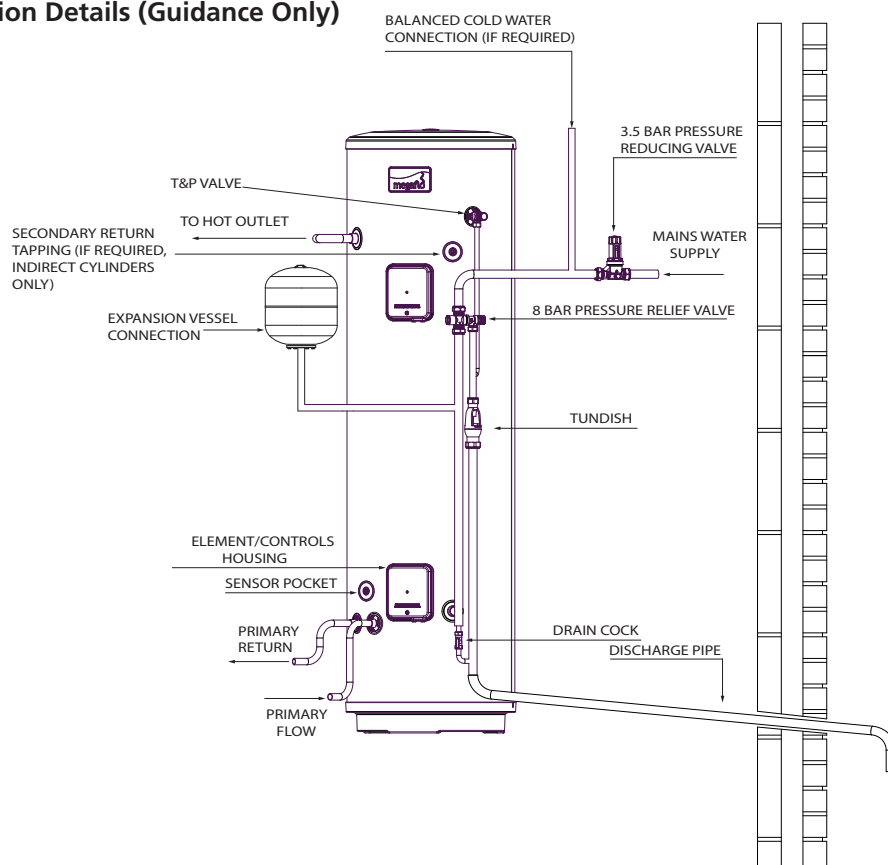 ion Details (Guidance Only)
BALANCED COLD WATER
CONNECTION (IF REQUIRED)
3.5 BAR PRESSURE
REDUCING VALVE
megaflo
T&P VALVE
TO HOT OUTLET
SECONDARY RETURN
TAPPING (IF REQUIRED,
INDIRECT CYLINDERS
ONLY)
MAINS WATER
SUPPLY
EXPANSION VESSEL
CONNECTION
8 BAR PRESSURE RELIEF VALVE
TUNDISH
ELEMENT/CONTROLS
HOUSING
SENSOR POCKET
PRIMARY
RETURN
DRAIN COCK
DISCHARGE PIPE
PRIMARY
FLOW